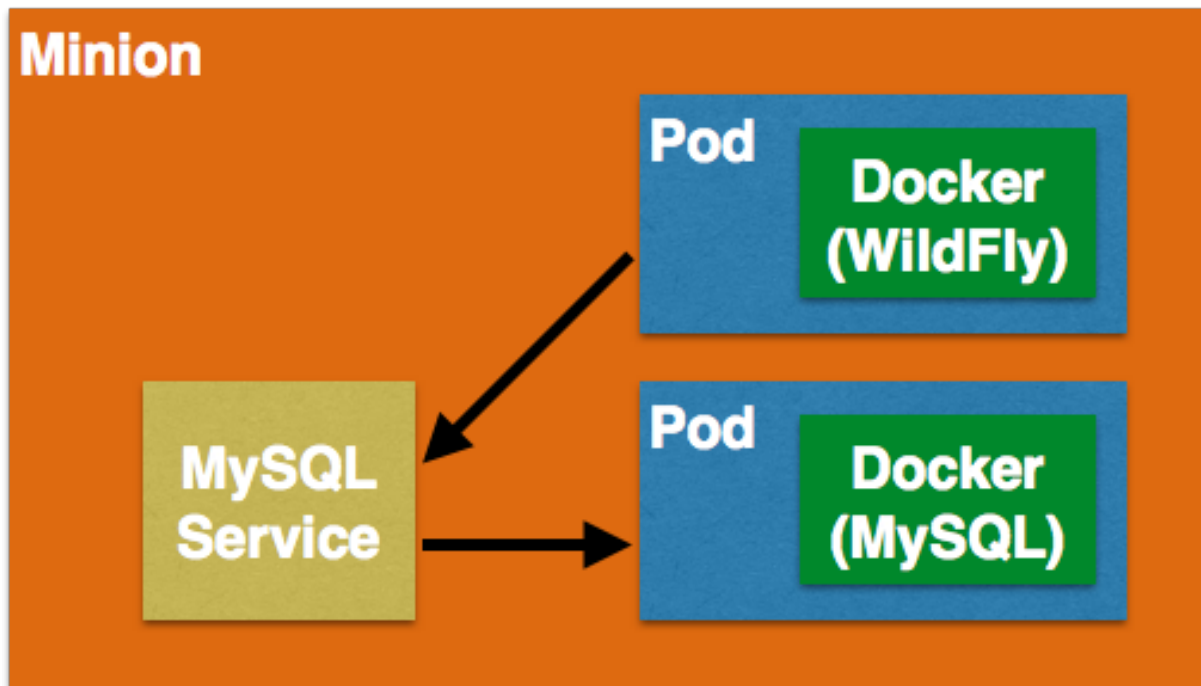 Minion
Pod
Docker
(WildFly)
MySQL
Service
Pod
Docker
(MySQL)